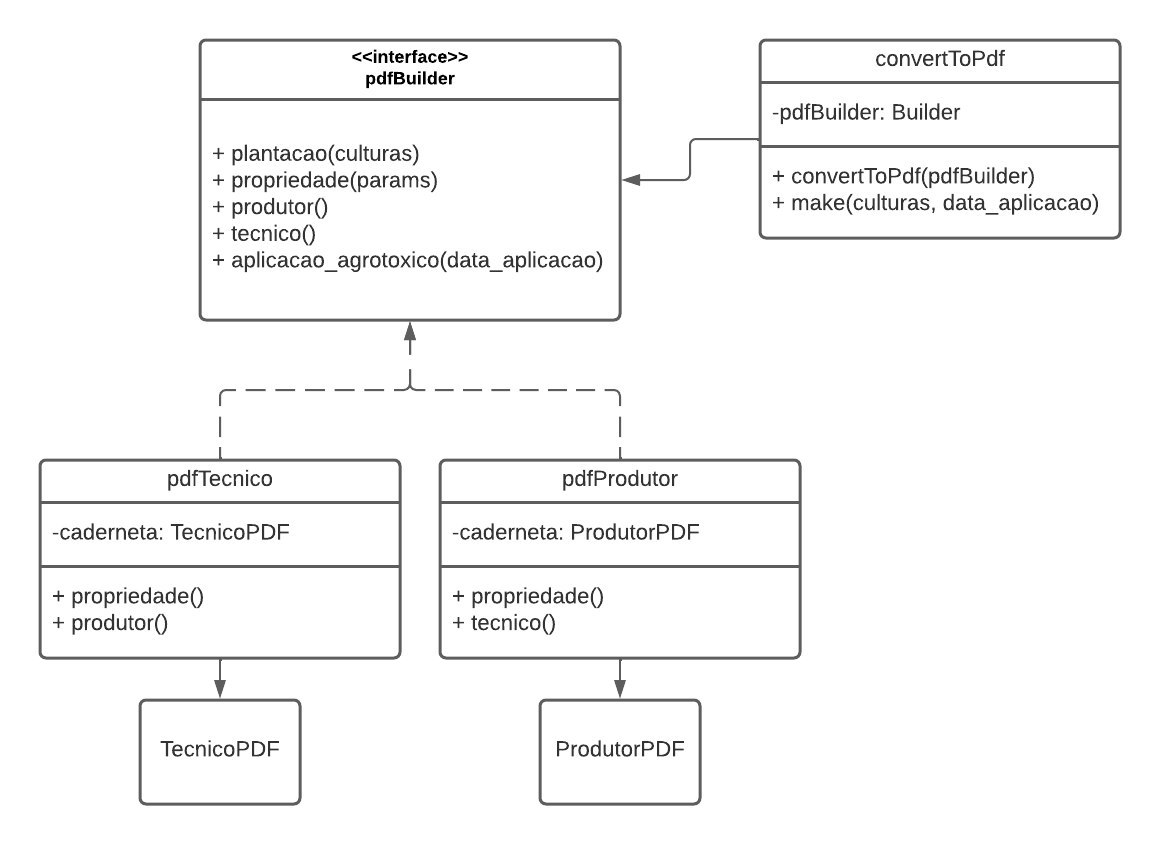 <<interface>>
pdfBuilder
+ plantacao(culturas)
+ propriedade(params)
+ produtor()
+ tecnico()
+ aplicacao_agrotoxico(data_aplicacao)
convertToPdf
-pdfBuilder: Builder
+ convertToPdf(pdfBuilder)
+ make(culturas, data_aplicacao)
pdfTecnico
-caderneta: TecnicoPDF
+ propriedade()
+ produtor()
pdfProdutor
-caderneta: ProdutorPDF
+ propriedade()
+ tecnico()
TecnicoPDF
ProdutorPDF